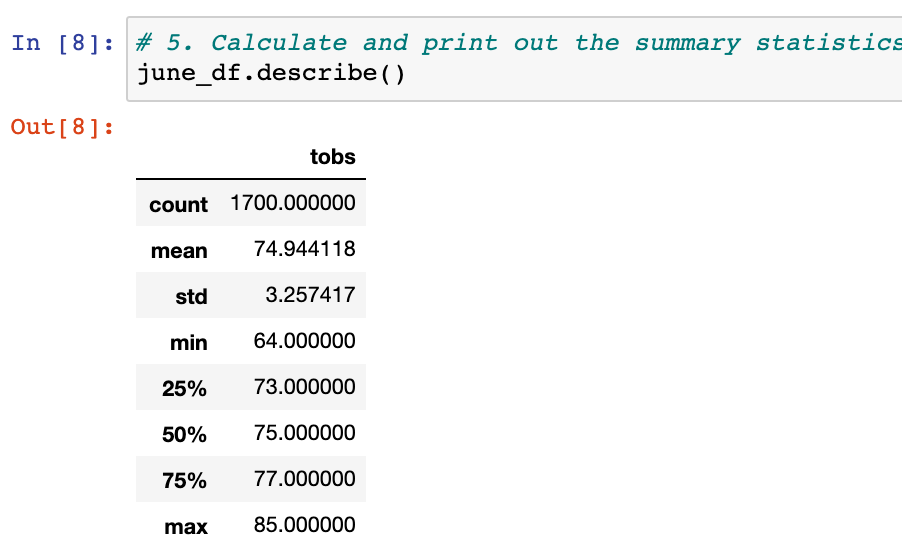 In [8]: # 5. Calculate and print out the summary statistics
june_df.describe()
Out[8]:
tobs
count 1700.000000
mean 74.944118
std 3.257417
min 64.000000
25% 73.000000
50% 75.000000
75% 77.000000
max 85.000000